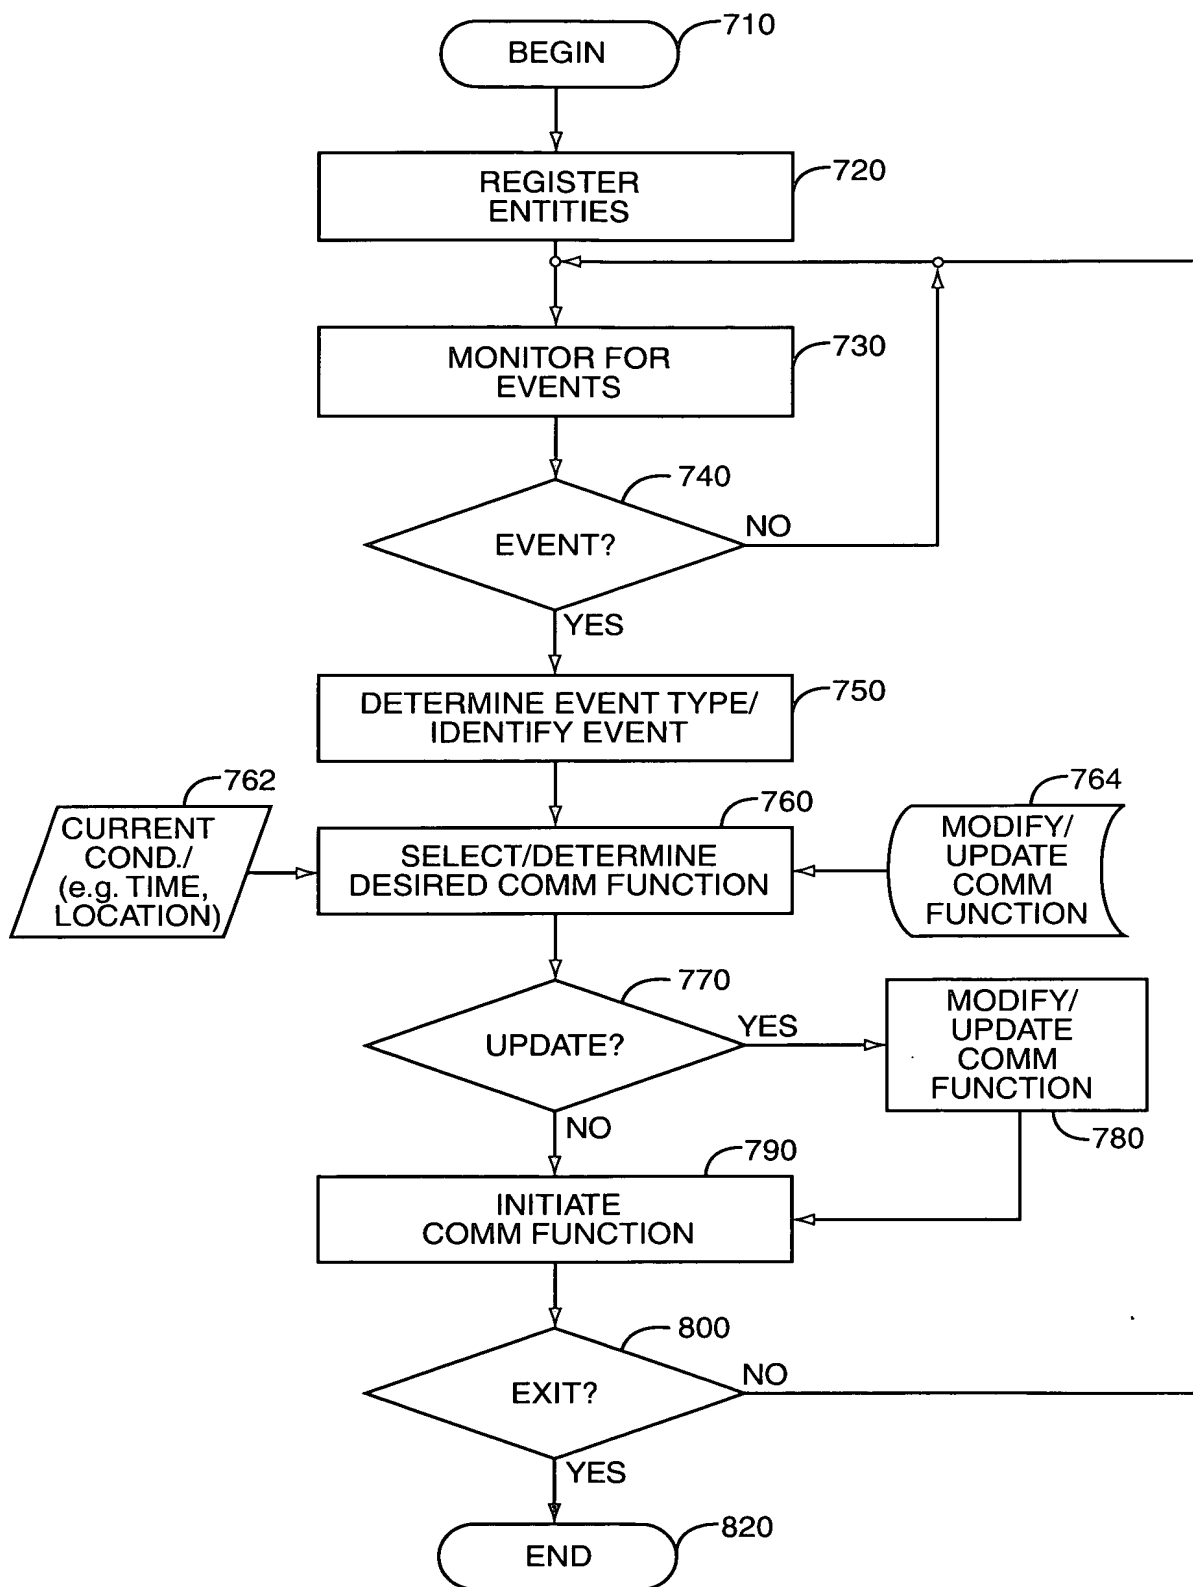 BEGIN
710
REGISTER
ENTITIES
720
MONITOR FOR
EVENTS
730
740
EVENT?
NO
YES
DETERMINE EVENT TYPE/
IDENTIFY EVENT
750
762
CURRENT
COND./
(e.g. TIME,
LOCATION)
760
SELECT/DETERMINE
DESIRED COMM FUNCTION
764
MODIFY/
UPDATE
COMM
FUNCTION
770
UPDATE?
YES
NO
MODIFY/
UPDATE
COMM
FUNCTION
780
790
INITIATE
COMM FUNCTION
800
EXIT?
NO
YES
END
820